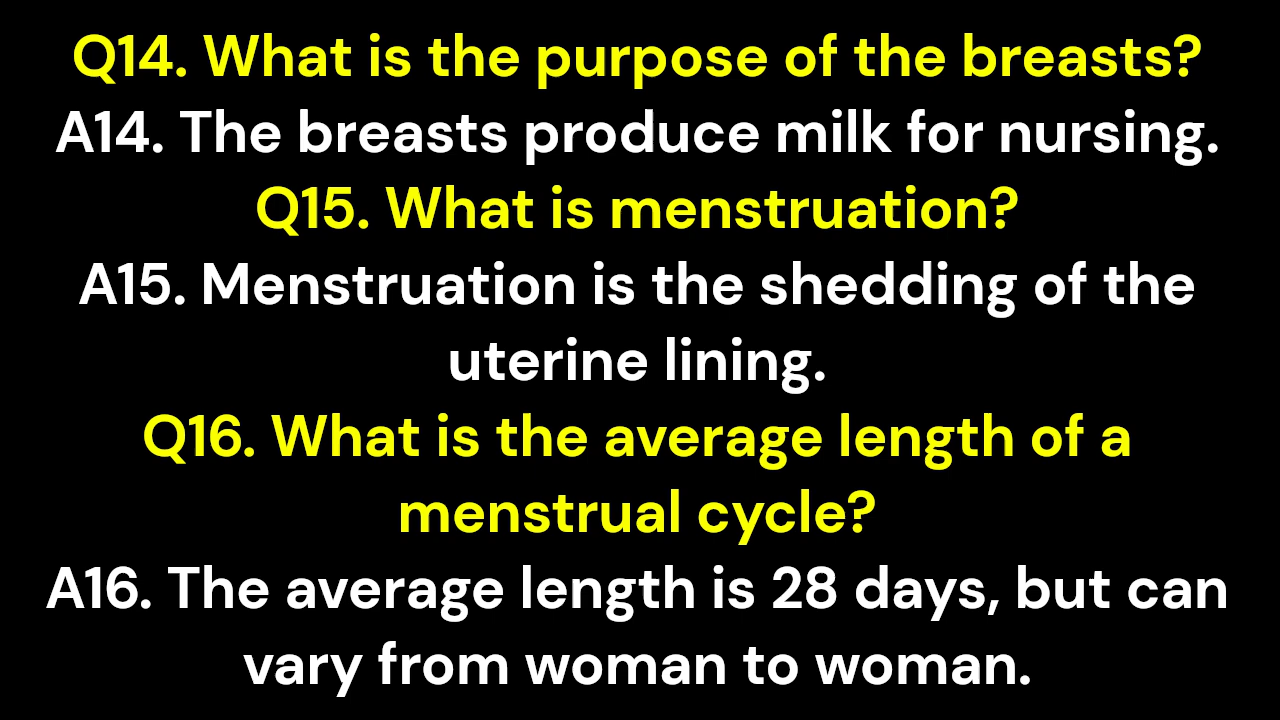 Q14. What is the purpose of the breasts?
A14. The breasts produce milk for nursing.
Q15. What is menstruation?
A15. Menstruation is the shedding of the
uterine lining.
Q16. What is the average length of a
menstrual cycle?
A16. The average length is 28 days, but can
vary from woman to woman.